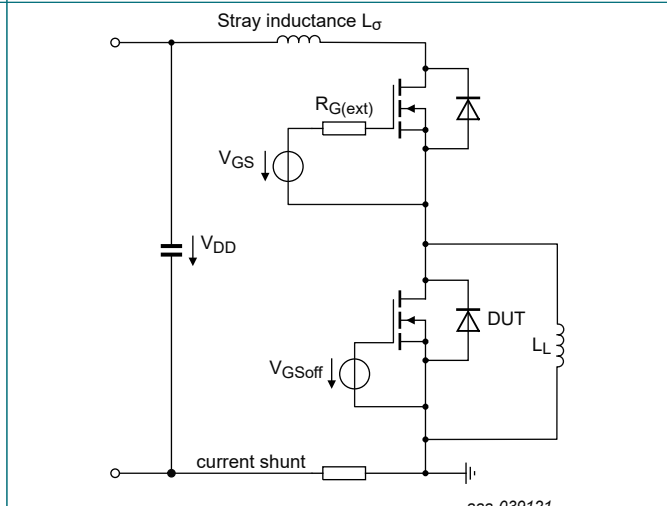 Stray inductance Lσ
RG(ext)
VGS
VDD
DUT
LL
VGSoff
current shunt